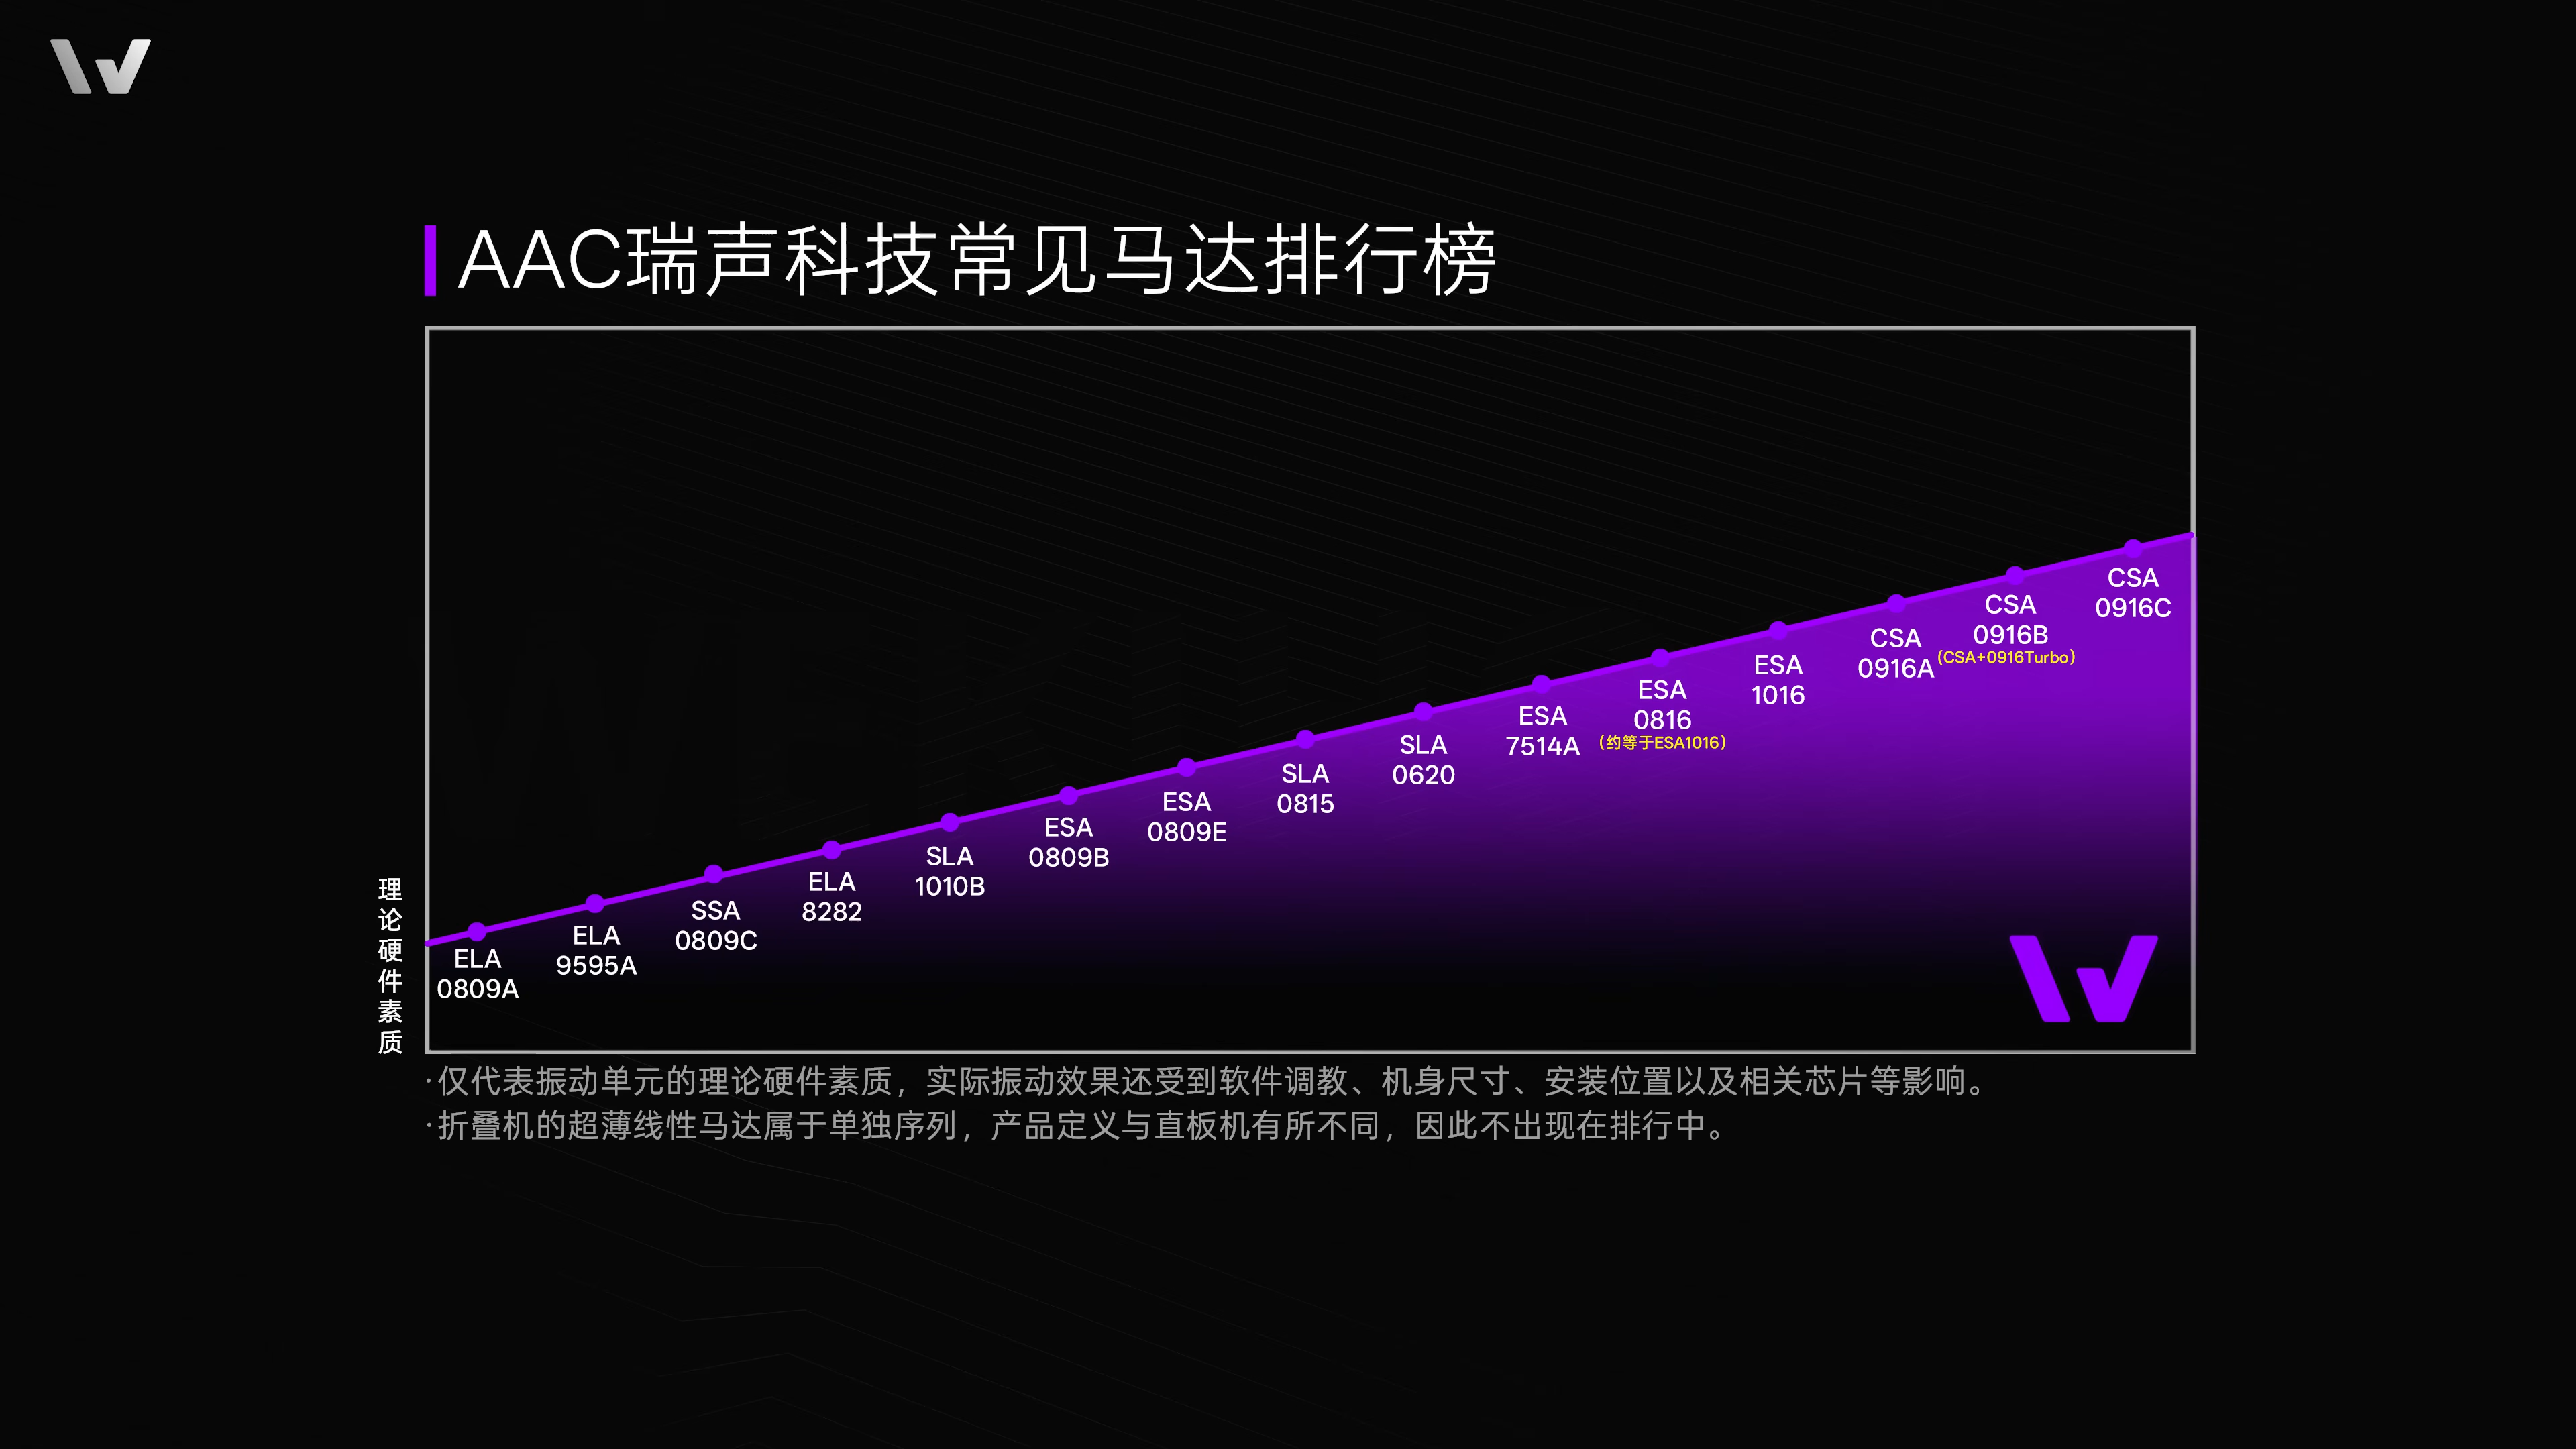 AAC瑞声科技常见马达排行榜
理论硬件素质
ELA
0809A
ELA
9595A
SSA
0809C
ELA
8282
SLA
1010B
ESA
0809B
ESA
0809E
SLA
0815
SLA
0620
ESA
7514A
ESA
0816
(约等于ESA1016)
ESA
1016
CSA
0916A
CSA
0916B
(CSA+0916Turbo)
CSA
0916C
·仅代表振动单元的理论硬件素质，实际振动效果还受到软件调教、机身尺寸、安装位置以及相关芯片等影响。
·折叠机的超薄线性马达属于单独序列，产品定义与直板机有所不同，因此不出现在排行中。